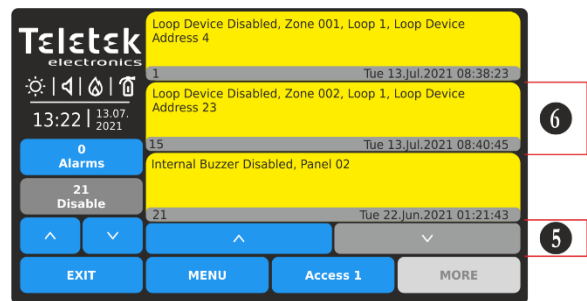 Teletek
electronics
13:22
13.07.
2021
0
Alarms
21
Disable
EXIT
Loop Device Disabled, Zone 001, Loop 1, Loop Device
Address 4
1 Tue 13.Jul.2021 08:38:23
Loop Device Disabled, Zone 002, Loop 1, Loop Device
Address 23
15 Tue 13.Jul.2021 08:40:45
Internal Buzzer Disabled, Panel 02
21 Tue 22.Jun.2021 01:21:43
MENU
Access 1
MORE
6
5